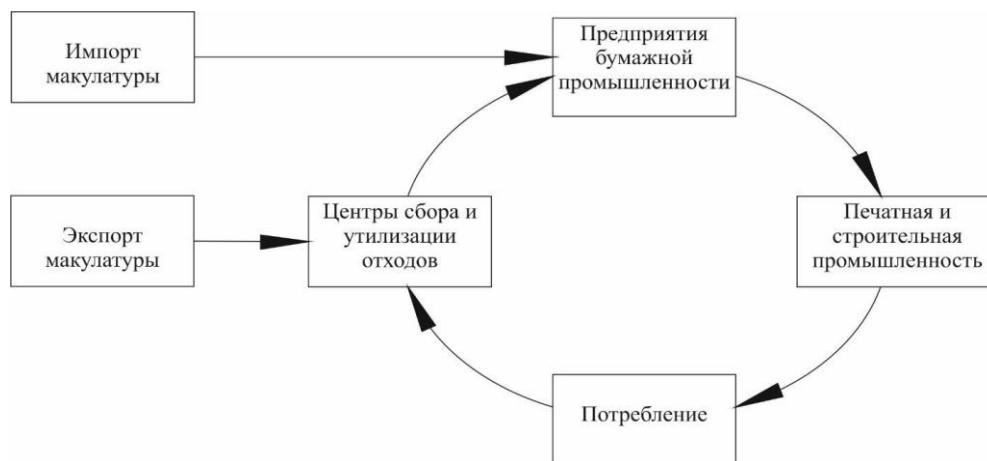 Импорт
макулатуры
Предприятия
бумажной
промышленности
Экспорт
макулатуры
Центры сбора и
утилизации
отходов
Печатная и
строительная
промышленность
Потребление